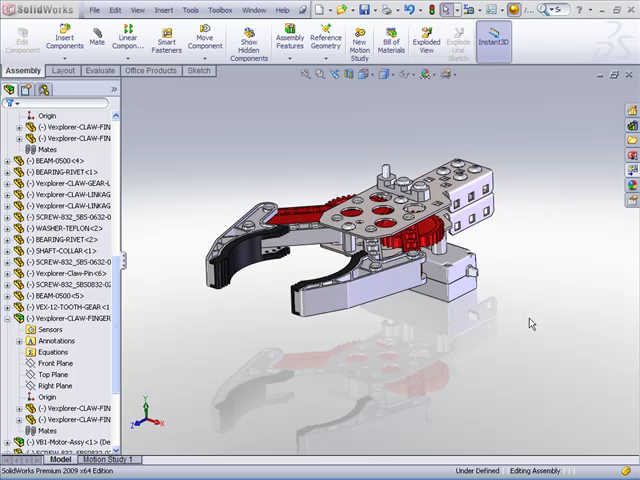 SolidWorks
File Edit View Insert Tools Toolbox Window Help
Edit Component
Insert Components
Mate
Linear Compon...
Smart Fasteners
Move Component
Show Hidden Components
Assembly Features
Reference Geometry
New Motion Study
Bill of Materials
Exploded View
Explode Line Sketch
Instant3D
Assembly Layout Evaluate Office Products Sketch
Origin
(-) Vexplorer-CLAW-FIN
(-) Vexplorer-CLAW-FIN
Mates
(-) BEAM-0500<4>
(-) BEARING-RIVET<1>
(-) Vexplorer-CLAW-GEAR-L
(-) Vexplorer-CLAW-LINKAG
(-) Vexplorer-CLAW-LINKAG
(-) SCREW-832_SBS-0632-0
(-) WASHER-TEFLON<2>
(-) BEARING-RIVET<2>
(-) SHAFT-COLLAR<1>
(-) SCREW-832_SBS-0632-0
(-) Vexplorer-Claw-Pin<6>
(-) SCREW-832_SBS0832-02
(-) BEAM-0500<5>
(-) VEX-12-TOOTH-GEAR<1
(-) Vexplorer-CLAW-FINGER
Sensors
Annotations
Equations
Front Plane
Top Plane
Right Plane
Origin
(-) Vexplorer-CLAW-FIN
(-) Vexplorer-CLAW-FIN
Mates
(-) VB1-Motor-Assy<1> (De
Y
X
Z
Model Motion Study 1
SolidWorks Premium 2009 x64 Edition
Under Defined
Editing Assembly